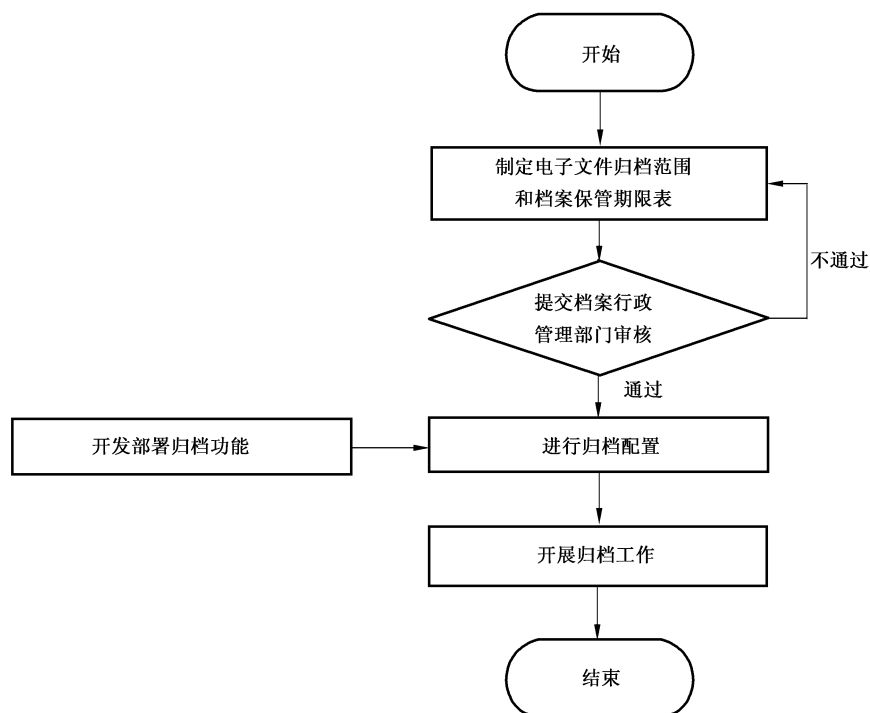 开始
制定电子文件归档范围
和档案保管期限表
不通过
提交档案行政
管理部门审核
通过
开发部署归档功能
进行归档配置
开展归档工作
结束